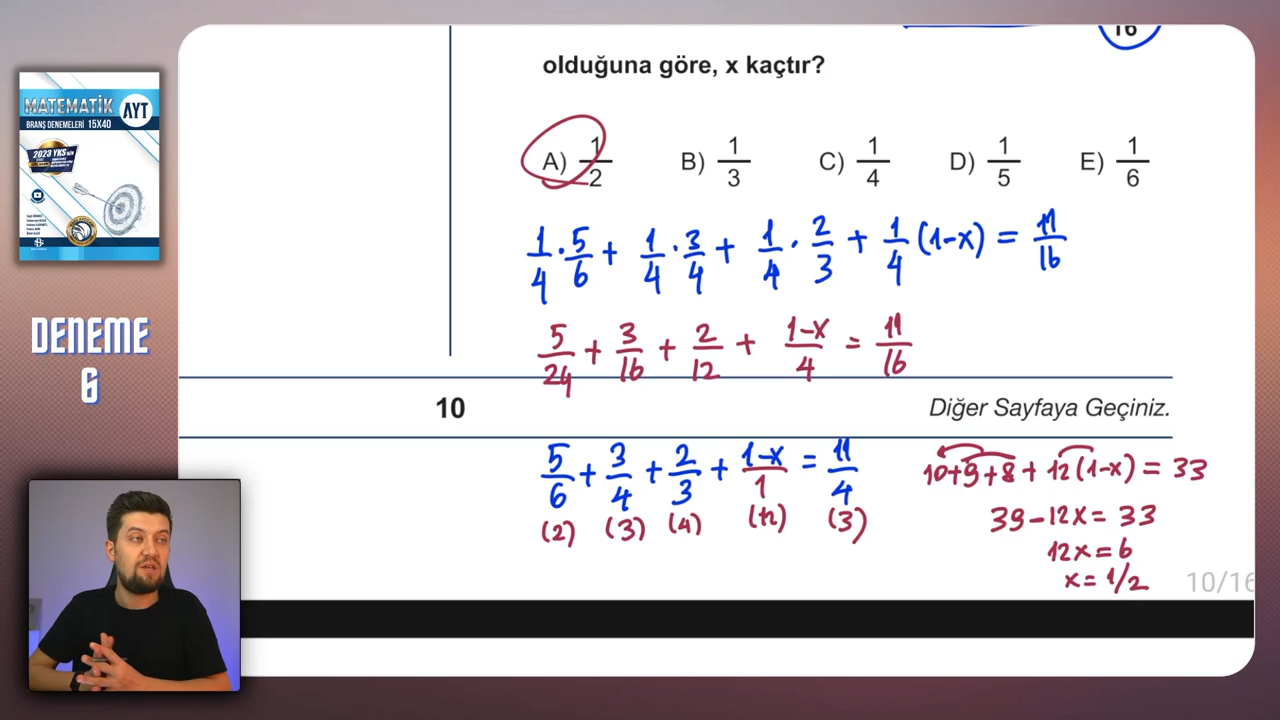 16
olduğuna göre, x kaçtır?
A) 1/2 B) 1/3 C) 1/4 D) 1/5 E) 1/6
1/4 · 5/6 + 1/4 · 3/4 + 1/4 · 2/3 + 1/4 (1-x) = 11/16
5/24 + 3/16 + 2/12 + 1-x/4 = 11/16
10
Diğer Sayfaya Geçiniz.
5/6 + 3/4 + 2/3 + 1-x/1 = 11/4
(2) (3) (4) (12) (3)
10+9+8 + 12(1-x) = 33
39-12x = 33
12x = 6
x = 1/2
10/16
MATEMATİK AYT
BRANŞ DENEMELERİ 15X40
2023 YKS'NİN
DENEME
6